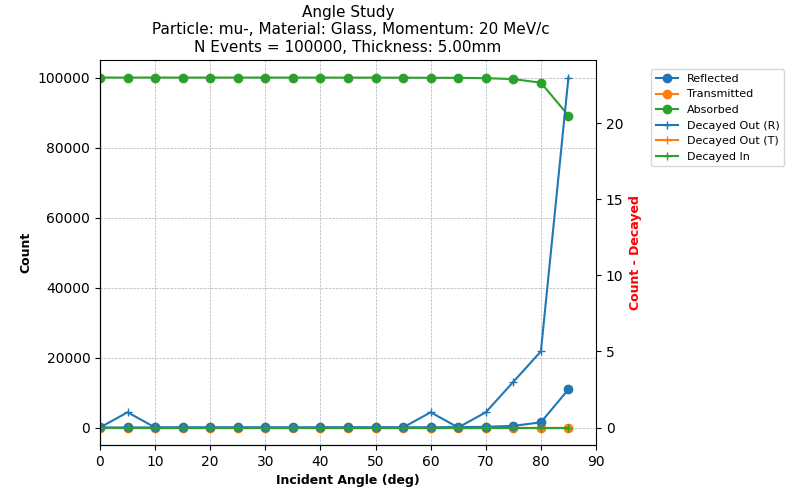 Angle Study
Particle: mu-, Material: Glass, Momentum: 20 MeV/c
N Events = 100000, Thickness: 5.00mm
100000
80000
60000
40000
20000
0
Count
0 10 20 30 40 50 60 70 80 90
Incident Angle (deg)
20
15
10
5
0
Count - Decayed
Reflected
Transmitted
Absorbed
Decayed Out (R)
Decayed Out (T)
Decayed In